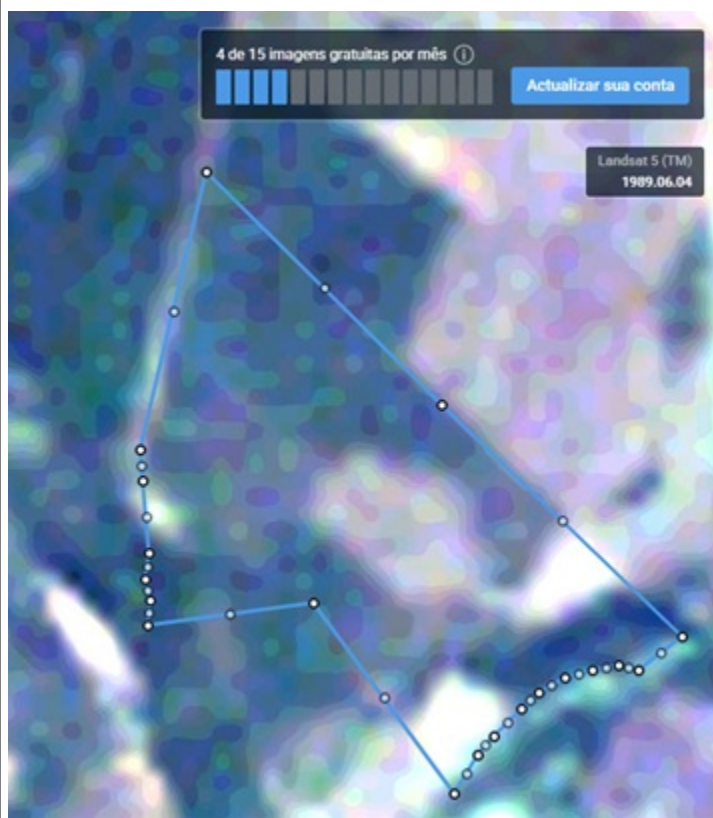 4 de 15 imagens gratuitas por mês
Actualizar sua conta
Landsat 5 (TM)
1989.06.04